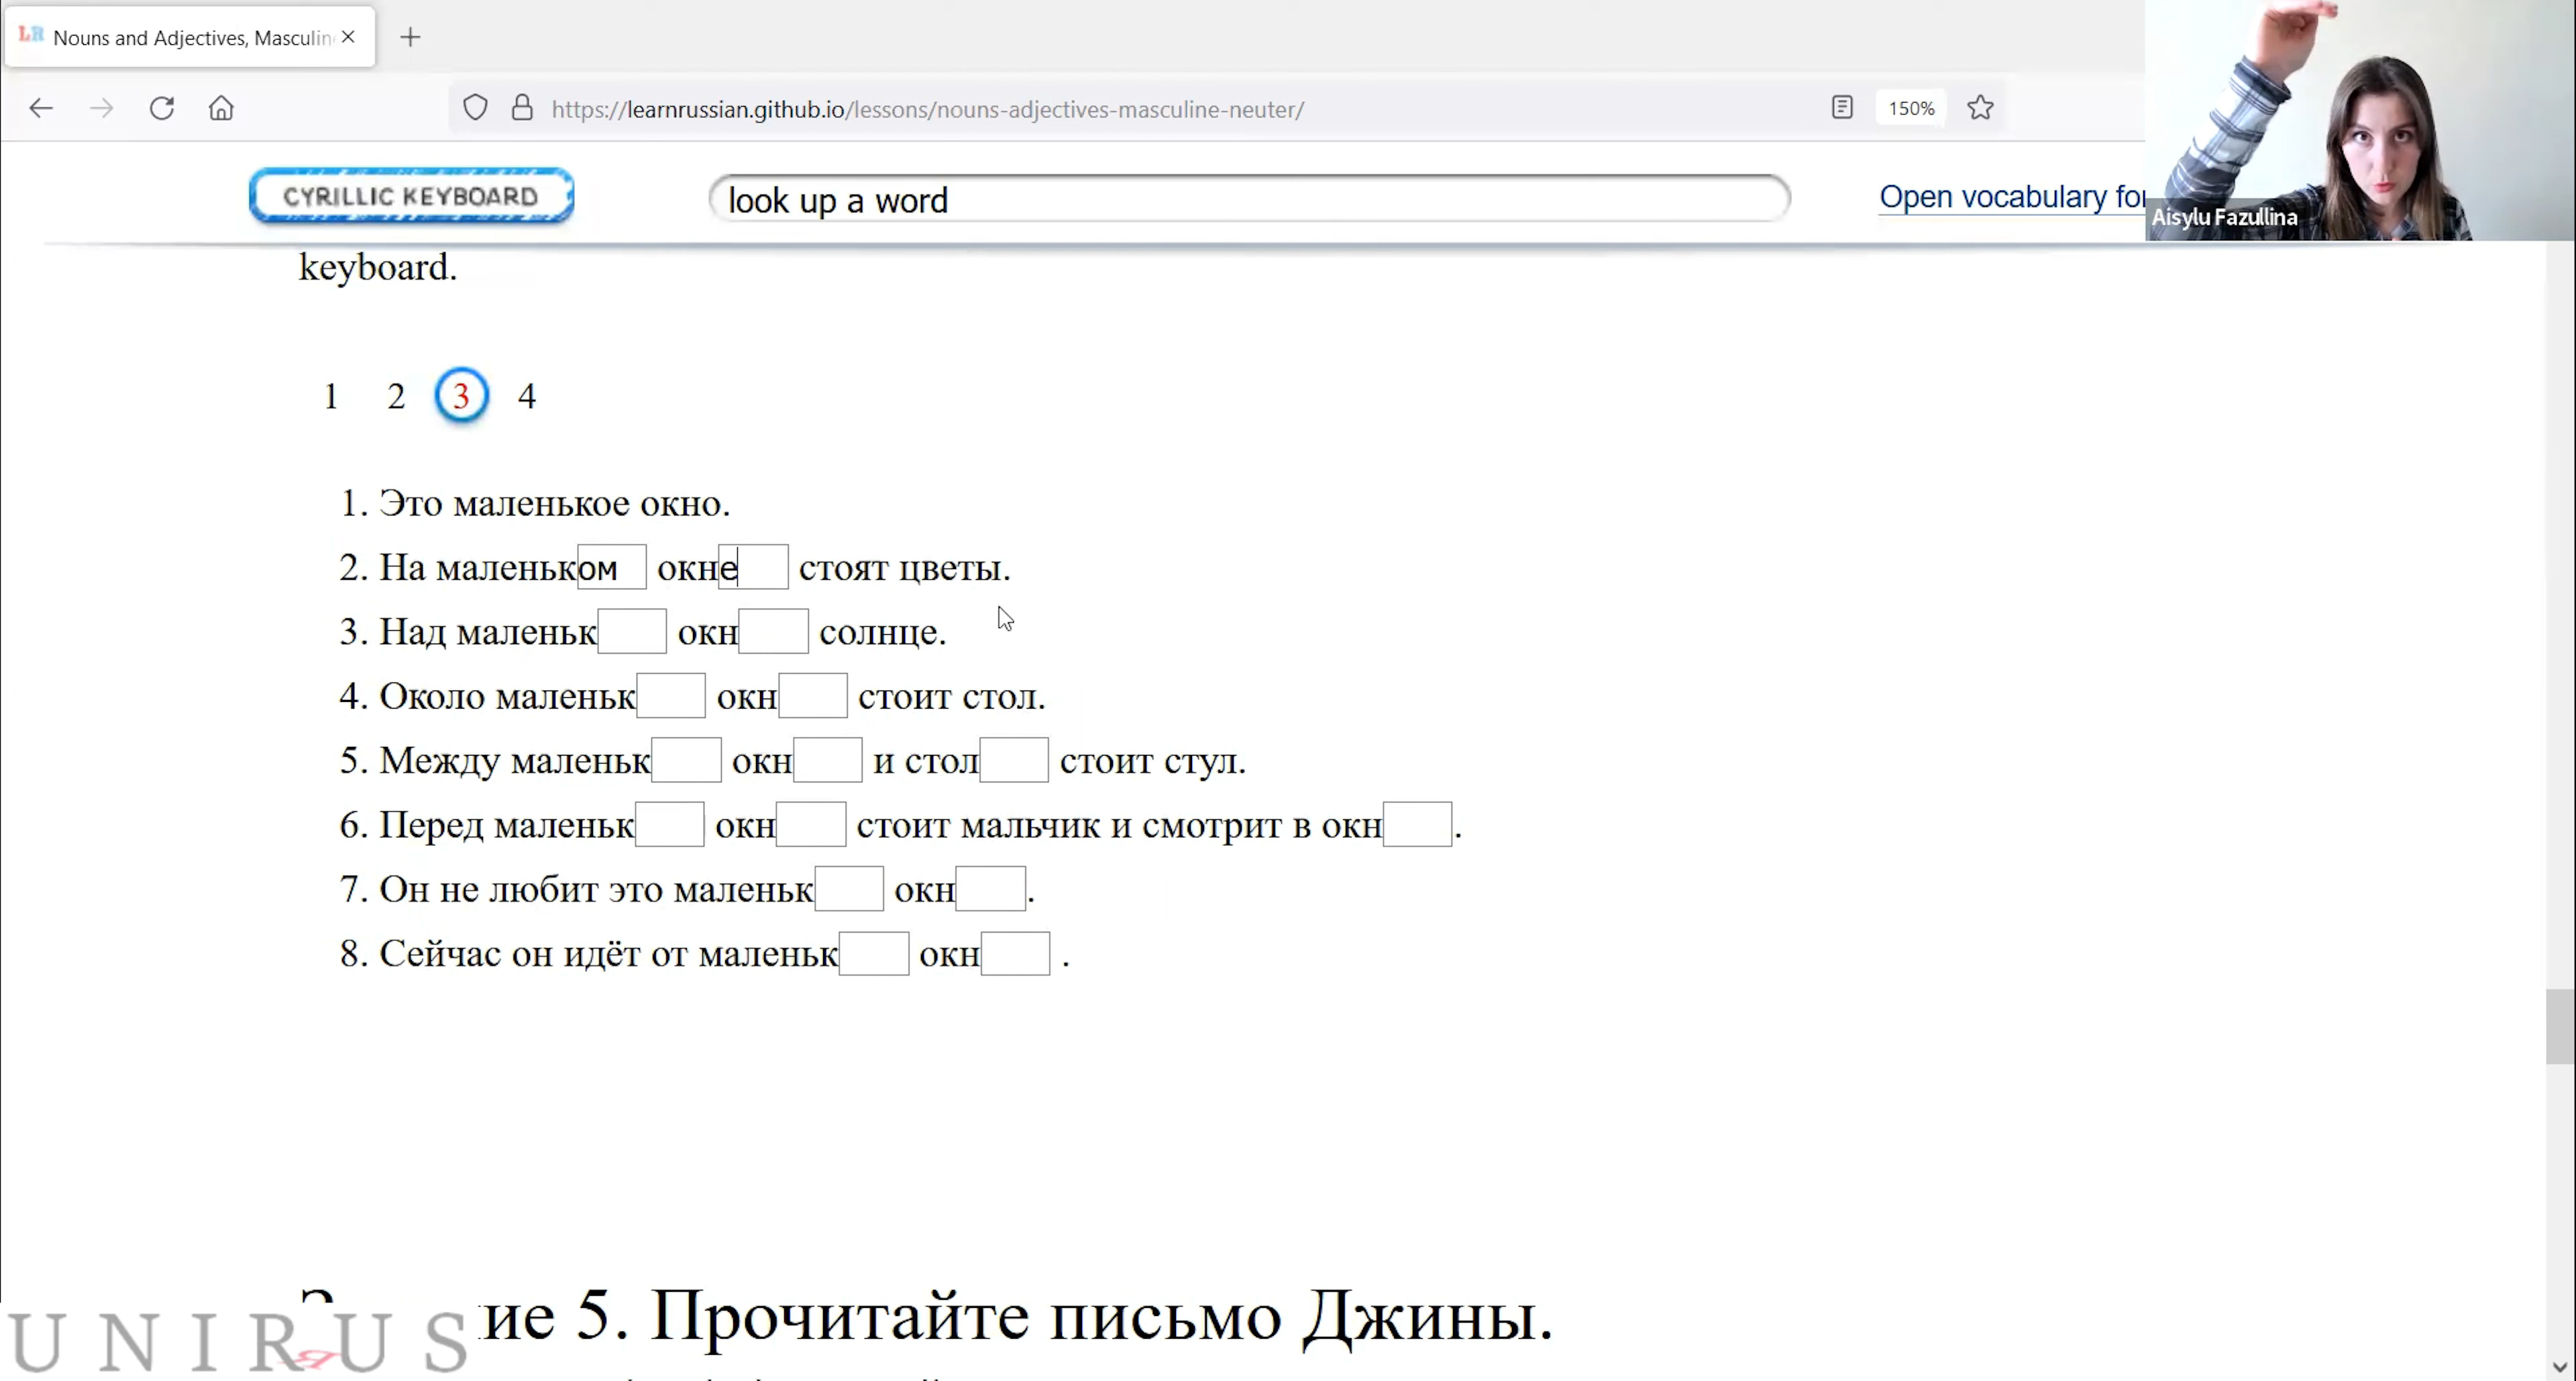 LR Nouns and Adjectives, Masculin
https://learnrussian.github.io/lessons/nouns-adjectives-masculine-neuter/
150%
CYRILLIC KEYBOARD
look up a word
Open vocabulary for
Aisylu Fazullina
keyboard.
1 2 3 4
1. Это маленькое окно.
2. На маленьком окне стоят цветы.
3. Над маленьк окн солнце.
4. Около маленьк окн стоит стол.
5. Между маленьк окн и стол стоит стул.
6. Перед маленьк окн стоит мальчик и смотрит в окн .
7. Он не любит это маленьк окн .
8. Сейчас он идёт от маленьк окн .
ие 5. Прочитайте письмо Джины.
UNIRUS